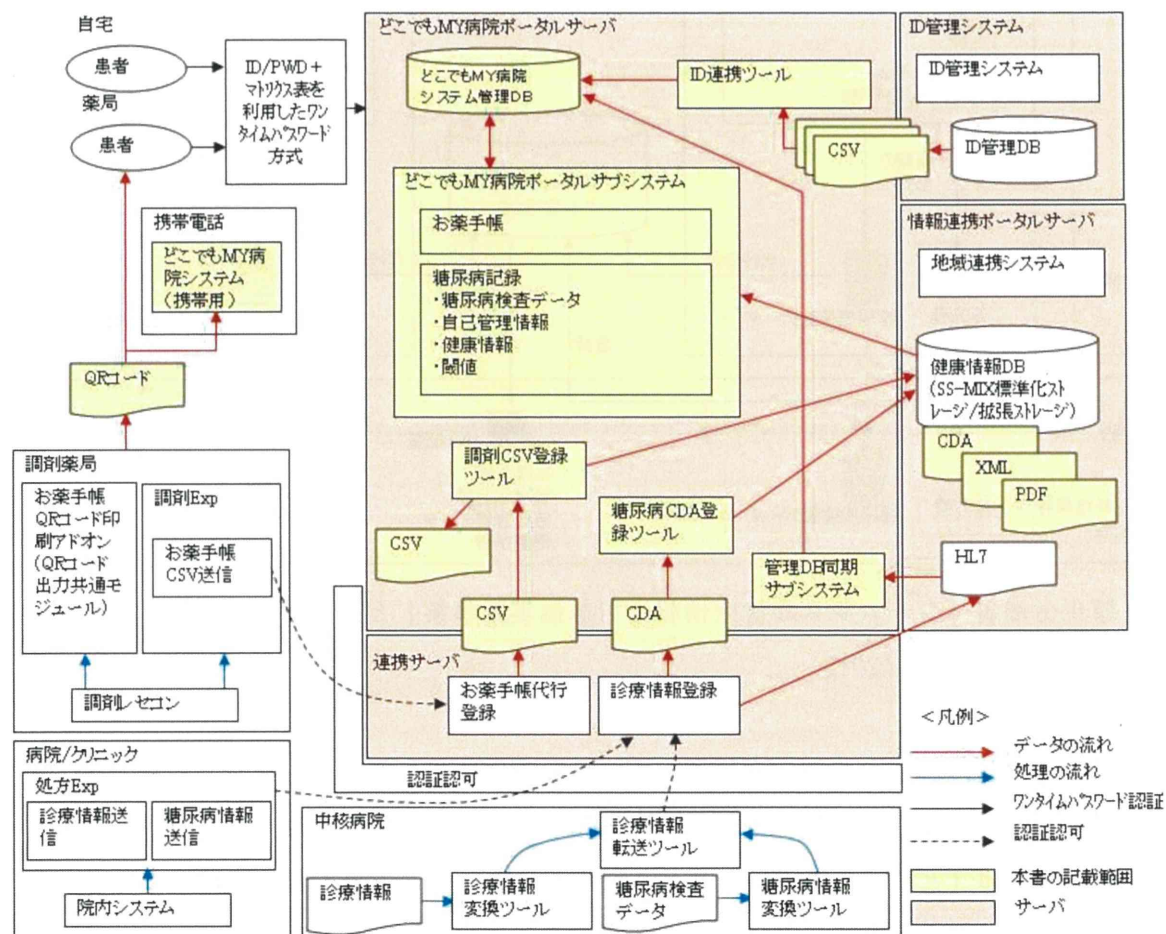 自宅
患者
薬局
患者
ID/PWD+
マトリクス表を
利用したワン
タイムパスワード
方式
携帯電話
どこでもMY病
院システム
(携帯用)
QRコード
調剤薬局
お薬手帳
QRコード印
刷アドオン
(QRコード
出力共通モ
ジュール)
調剤Exp
お薬手帳
CSV送信
調剤レセコン
病院/クリニック
処方Exp
診療情報送
信
糖尿病情報
送信
院内システム
どこでもMY病院ポータルサーバ
どこでもMY病院
システム管理DB
ID連携ツール
CSV
どこでもMY病院ポータルサブシステム
お薬手帳
糖尿病記録
・糖尿病検査データ
・自己管理情報
・健康情報
・閾値
調剤CSV登録
ツール
CSV
糖尿病CDA登
録ツール
管理DB同期
サブシステム
CSV
CDA
連携サーバ
お薬手帳代行
登録
診療情報登録
認証認可
中核病院
診療情報
転送ツール
診療情報
診療情報
変換ツール
糖尿病検査
データ
糖尿病情報
変換ツール
ID管理システム
ID管理システム
ID管理DB
情報連携ポータルサーバ
地域連携システム
健康情報DB
(SS-MIX標準化スト
レージ/拡張ストレージ)
CDA
XML
PDF
HL7
<凡例>
データの流れ
処理の流れ
ワンタイムパスワード認証
認証認可
本書の記載範囲
サーバ